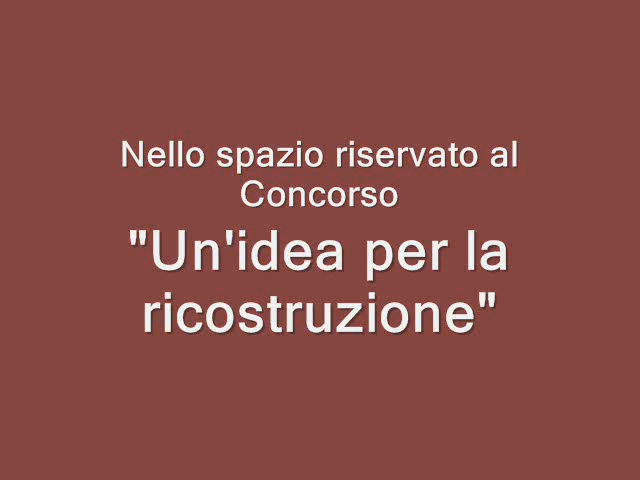 Nello spazio riservato al
Concorso
"Un'idea per la
ricostruzione"